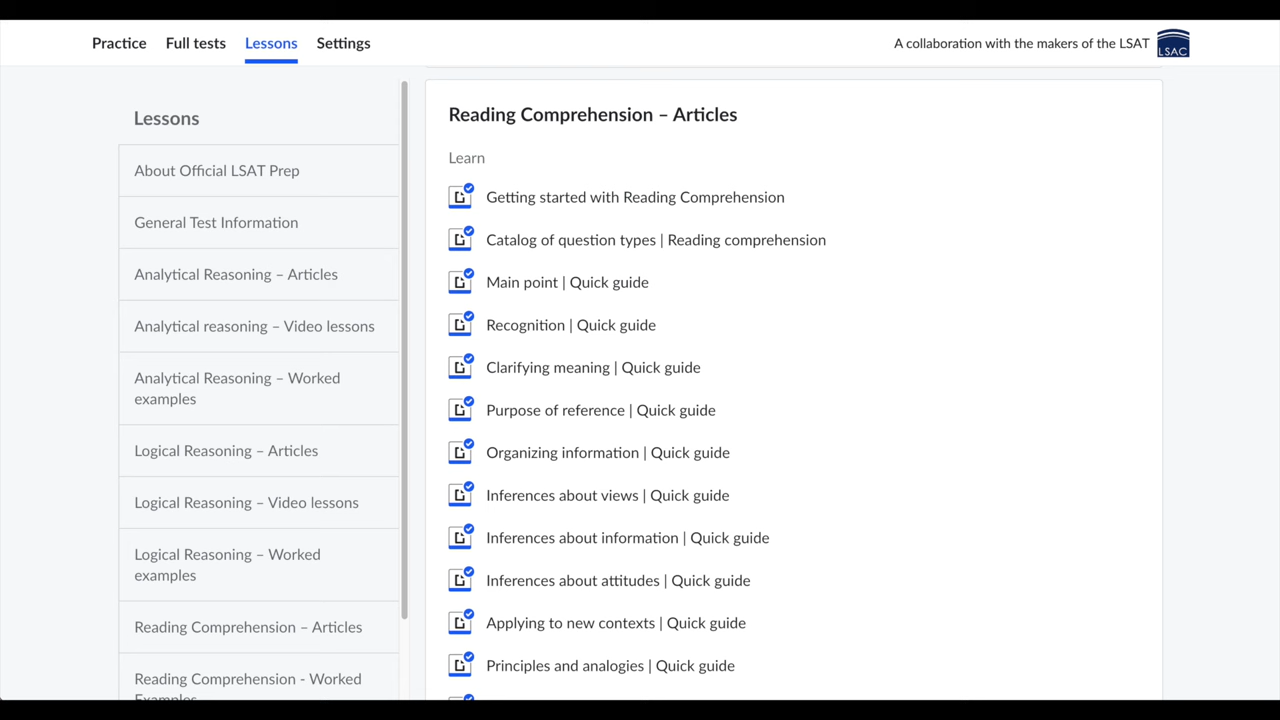 Practice Full tests Lessons Settings
A collaboration with the makers of the LSAT LSAC
Lessons
About Official LSAT Prep
General Test Information
Analytical Reasoning – Articles
Analytical reasoning – Video lessons
Analytical Reasoning – Worked
examples
Logical Reasoning – Articles
Logical Reasoning – Video lessons
Logical Reasoning – Worked
examples
Reading Comprehension – Articles
Reading Comprehension - Worked
Examples
Reading Comprehension – Articles
Learn
Getting started with Reading Comprehension
Catalog of question types | Reading comprehension
Main point | Quick guide
Recognition | Quick guide
Clarifying meaning | Quick guide
Purpose of reference | Quick guide
Organizing information | Quick guide
Inferences about views | Quick guide
Inferences about information | Quick guide
Inferences about attitudes | Quick guide
Applying to new contexts | Quick guide
Principles and analogies | Quick guide